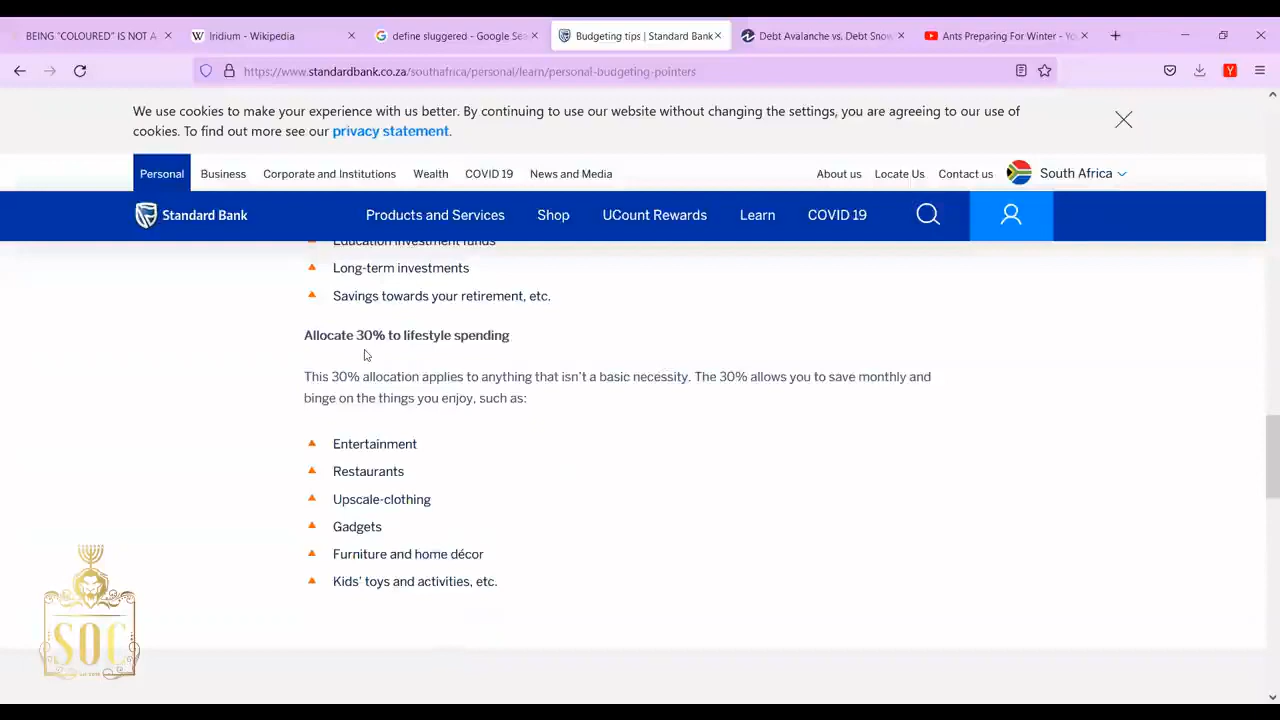 BEING "COLOURED" IS NOT A
Iridium - Wikipedia
define sluggered - Google Sea
Budgeting tips | Standard Bank
Debt Avalanche vs. Debt Snow
Ants Preparing For Winter - Yo
https://www.standardbank.co.za/southafrica/personal/learn/personal-budgeting-pointers
We use cookies to make your experience with us better. By continuing to use our website without changing the settings, you are agreeing to our use of
cookies. To find out more see our privacy statement.
Personal Business Corporate and Institutions Wealth COVID 19 News and Media About us Locate Us Contact us South Africa
Standard Bank Products and Services Shop UCount Rewards Learn COVID 19
Education investment funds
Long-term investments
Savings towards your retirement, etc.
Allocate 30% to lifestyle spending
This 30% allocation applies to anything that isn't a basic necessity. The 30% allows you to save monthly and
binge on the things you enjoy, such as:
Entertainment
Restaurants
Upscale-clothing
Gadgets
Furniture and home décor
Kids' toys and activities, etc.
SOC